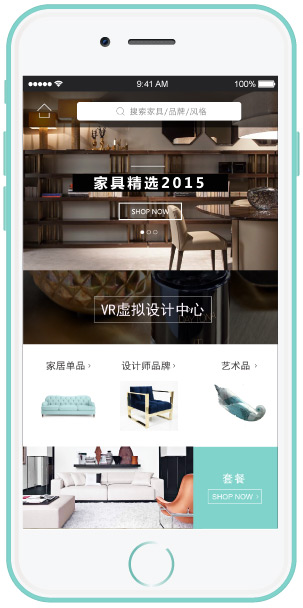 9:41 AM
100%
搜索家具/品牌/风格
家具精选2015
SHOP NOW
VR虚拟设计中心
家居单品 ›
设计师品牌 ›
艺术品 ›
套餐
SHOP NOW ›